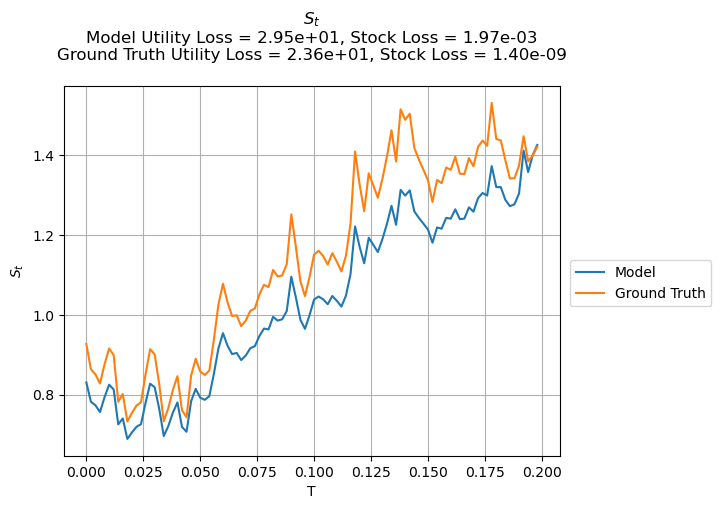 S_t
Model Utility Loss = 2.95e+01, Stock Loss = 1.97e-03
Ground Truth Utility Loss = 2.36e+01, Stock Loss = 1.40e-09
S_t
1.4
1.2
1.0
0.8
0.000 0.025 0.050 0.075 0.100 0.125 0.150 0.175 0.200
T
Model
Ground Truth